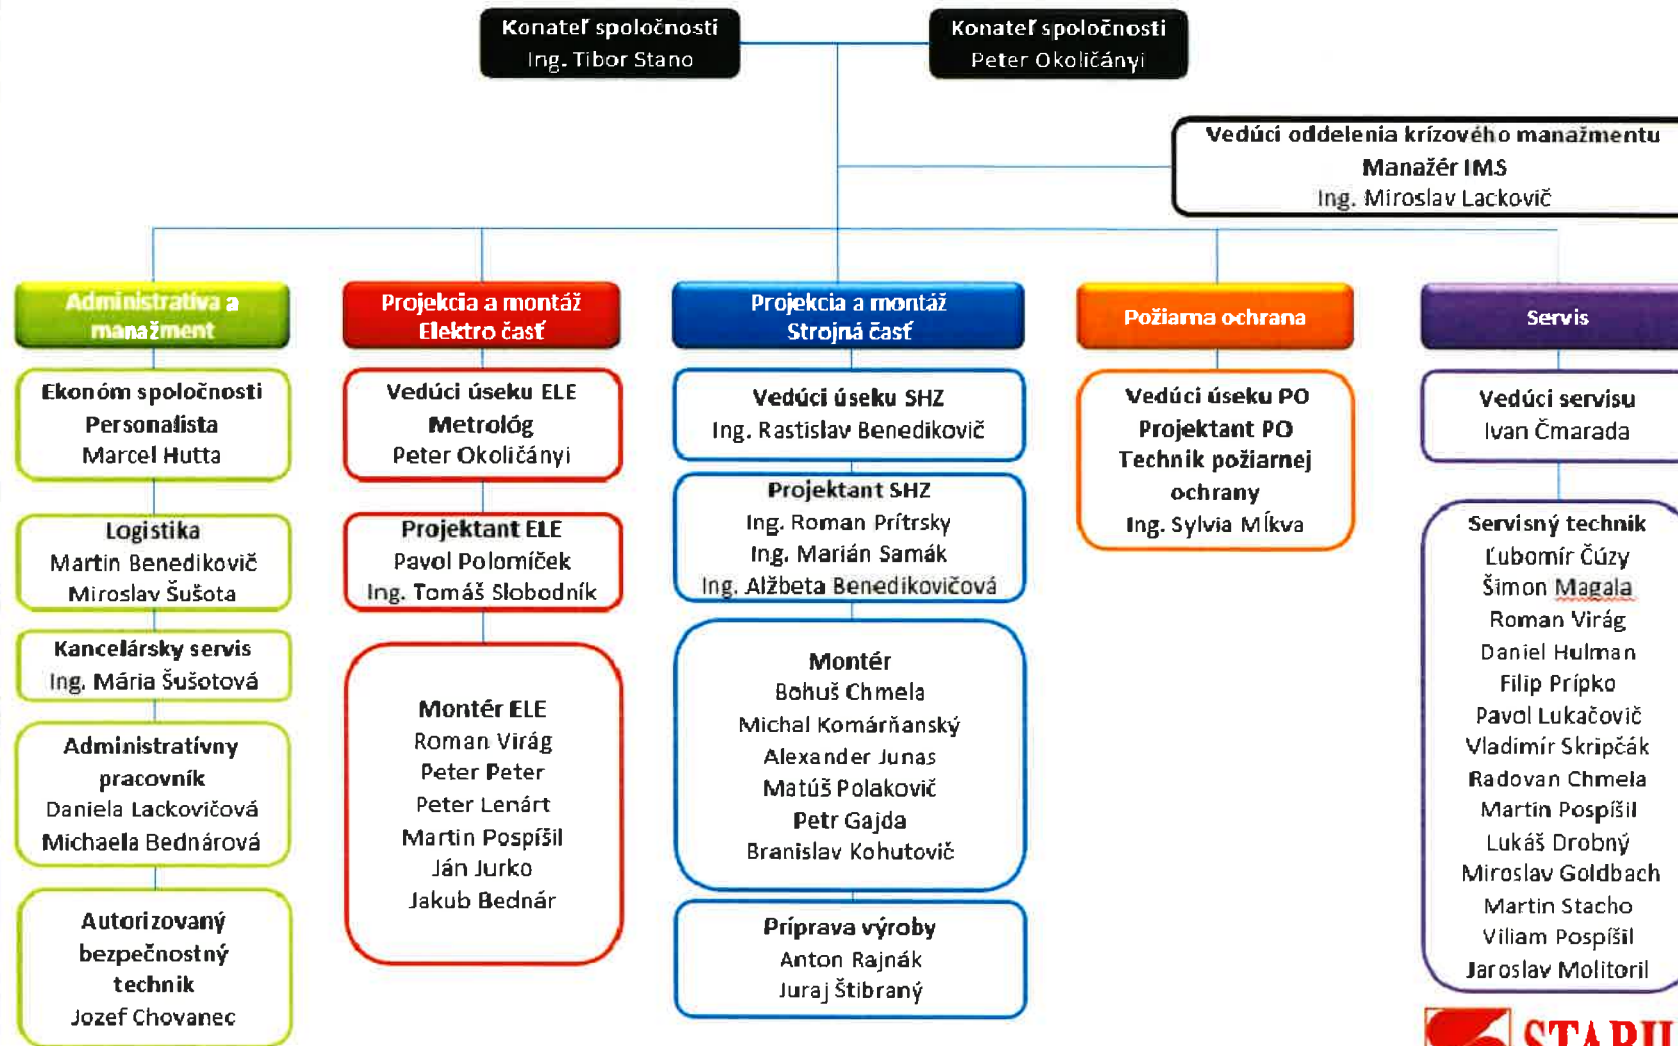 Konateľ spoločnosti
Ing. Tibor Stano
Konateľ spoločnosti
Peter Okoličányi
Vedúci oddelenia krízového manažmentu
Manažér IMS
Ing. Miroslav Lackovič
Administratíva a
manažment
Ekonóm spoločnosti
Personalista
Marcel Hutta
Logistika
Martin Benedikovič
Miroslav Šušota
Kancelársky servis
Ing. Mária Šušotová
Administratívny
pracovník
Daniela Lackovičová
Michaela Bednárová
Autorizovaný
bezpečnostný
technik
Jozef Chovanec
Projekcia a montáž
Elektro časť
Vedúci úseku ELE
Metrológ
Peter Okoličányi
Projektant ELE
Pavol Polomíček
Ing. Tomáš Slobodník
Montér ELE
Roman Virág
Peter Peter
Peter Lenárt
Martin Pospíšil
Ján Jurko
Jakub Bednár
Projekcia a montáž
Strojná časť
Vedúci úseku SHZ
Ing. Rastislav Benedikovič
Projektant SHZ
Ing. Roman Prítrsky
Ing. Marián Samák
Ing. Alžbeta Benedikovičová
Montér
Bohuš Chmela
Michal Komárňanský
Alexander Junas
Matúš Polakovič
Petr Gajda
Branislav Kohutovič
Príprava výroby
Anton Rajnák
Juraj Štibraný
Požiarna ochrana
Vedúci úseku PO
Projektant PO
Technik požiarnej
ochrany
Ing. Sylvia Mĺkva
Servis
Vedúci servisu
Ivan Čmarada
Servisný technik
Ľubomír Čúzy
Šimon Magala
Roman Virág
Daniel Hulman
Filip Prípko
Pavol Lukačovič
Vladimír Skripčák
Radovan Chmela
Martin Pospíšil
Lukáš Drobný
Miroslav Goldbach
Martin Stacho
Viliam Pospíšil
Jaroslav Molitoril